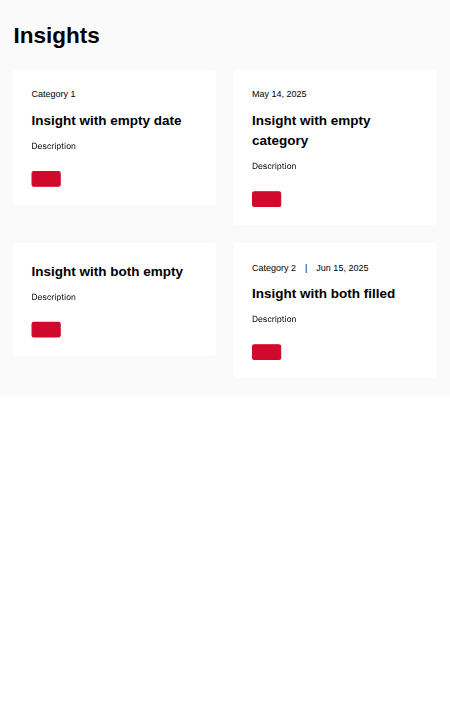 Insights
Category 1
Insight with empty date
Description
May 14, 2025
Insight with empty
category
Description
Insight with both empty
Description
Category 2 | Jun 15, 2025
Insight with both filled
Description